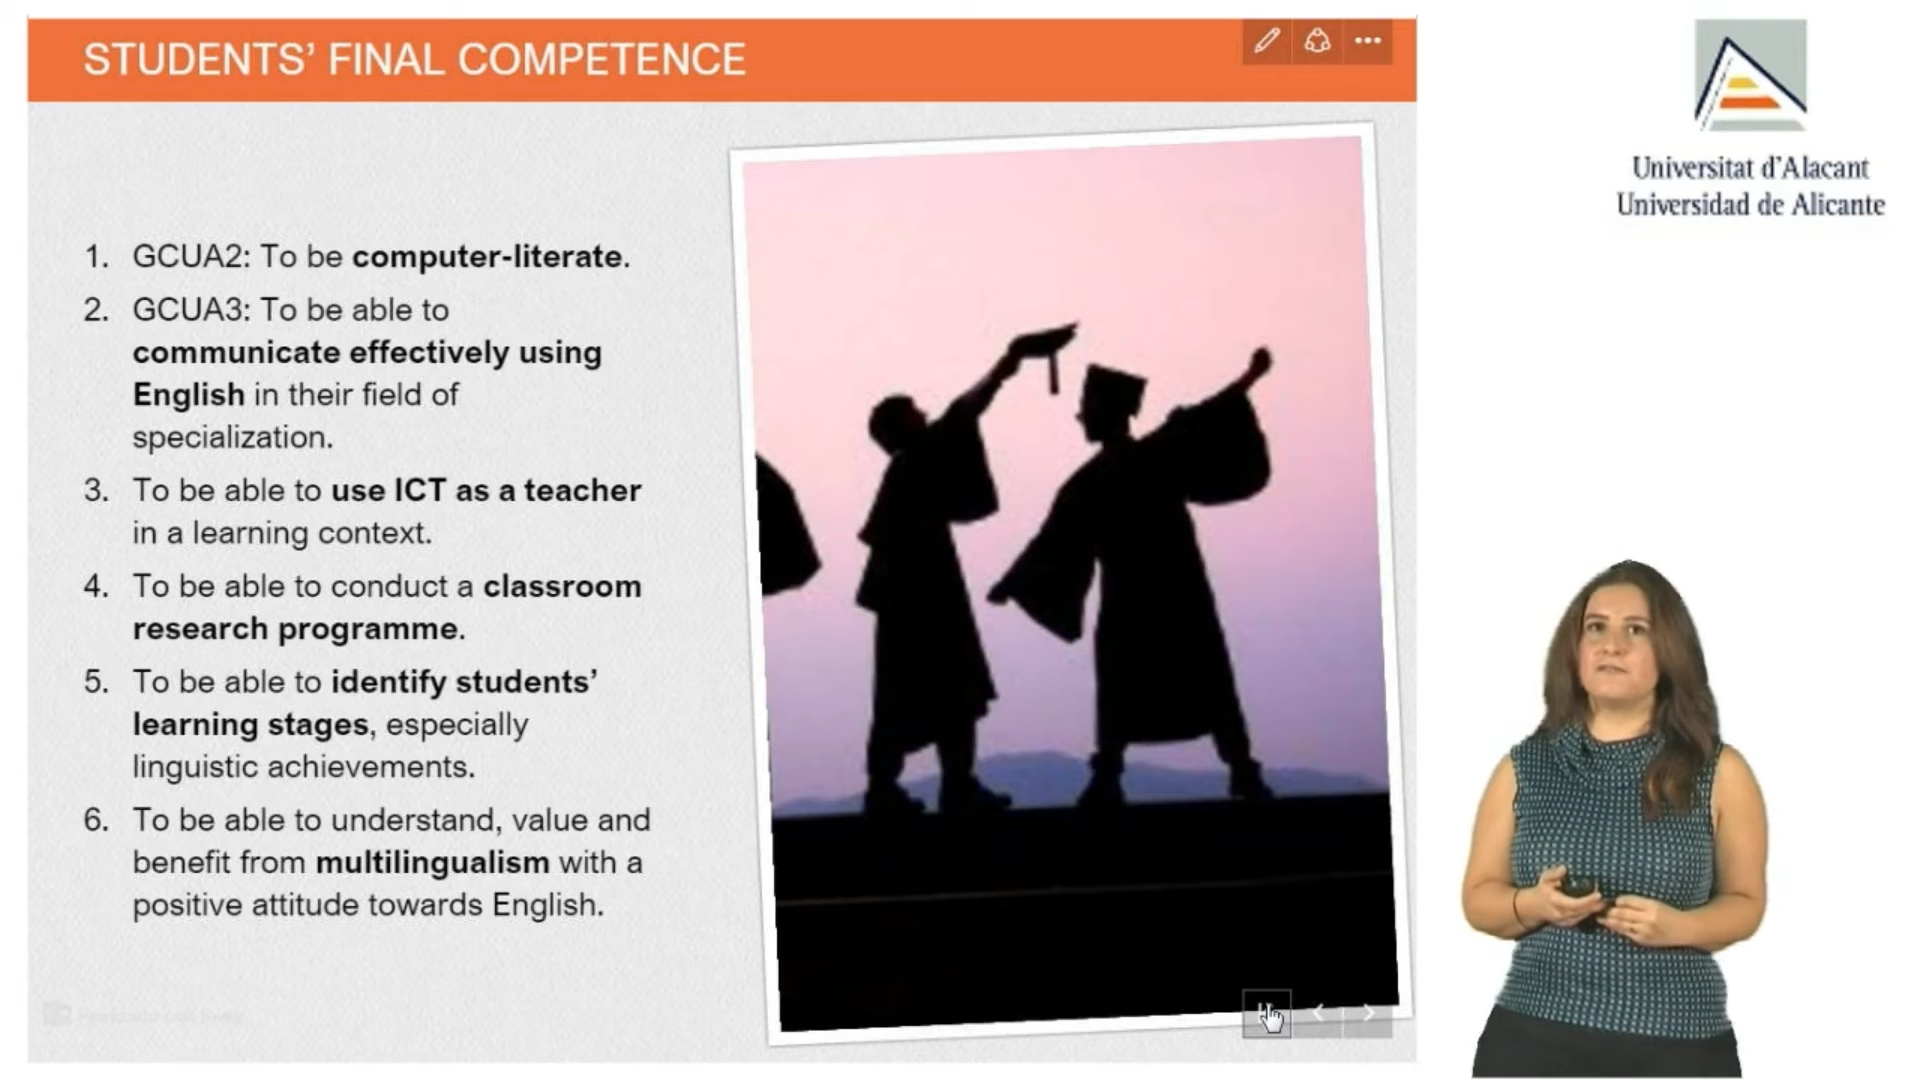 STUDENTS’ FINAL COMPETENCE
1. GCUA2: To be computer-literate.
2. GCUA3: To be able to
communicate effectively using
English in their field of
specialization.
3. To be able to use ICT as a teacher
in a learning context.
4. To be able to conduct a classroom
research programme.
5. To be able to identify students’
learning stages, especially
linguistic achievements.
6. To be able to understand, value and
benefit from multilingualism with a
positive attitude towards English.
Universitat d’Alacant
Universidad de Alicante